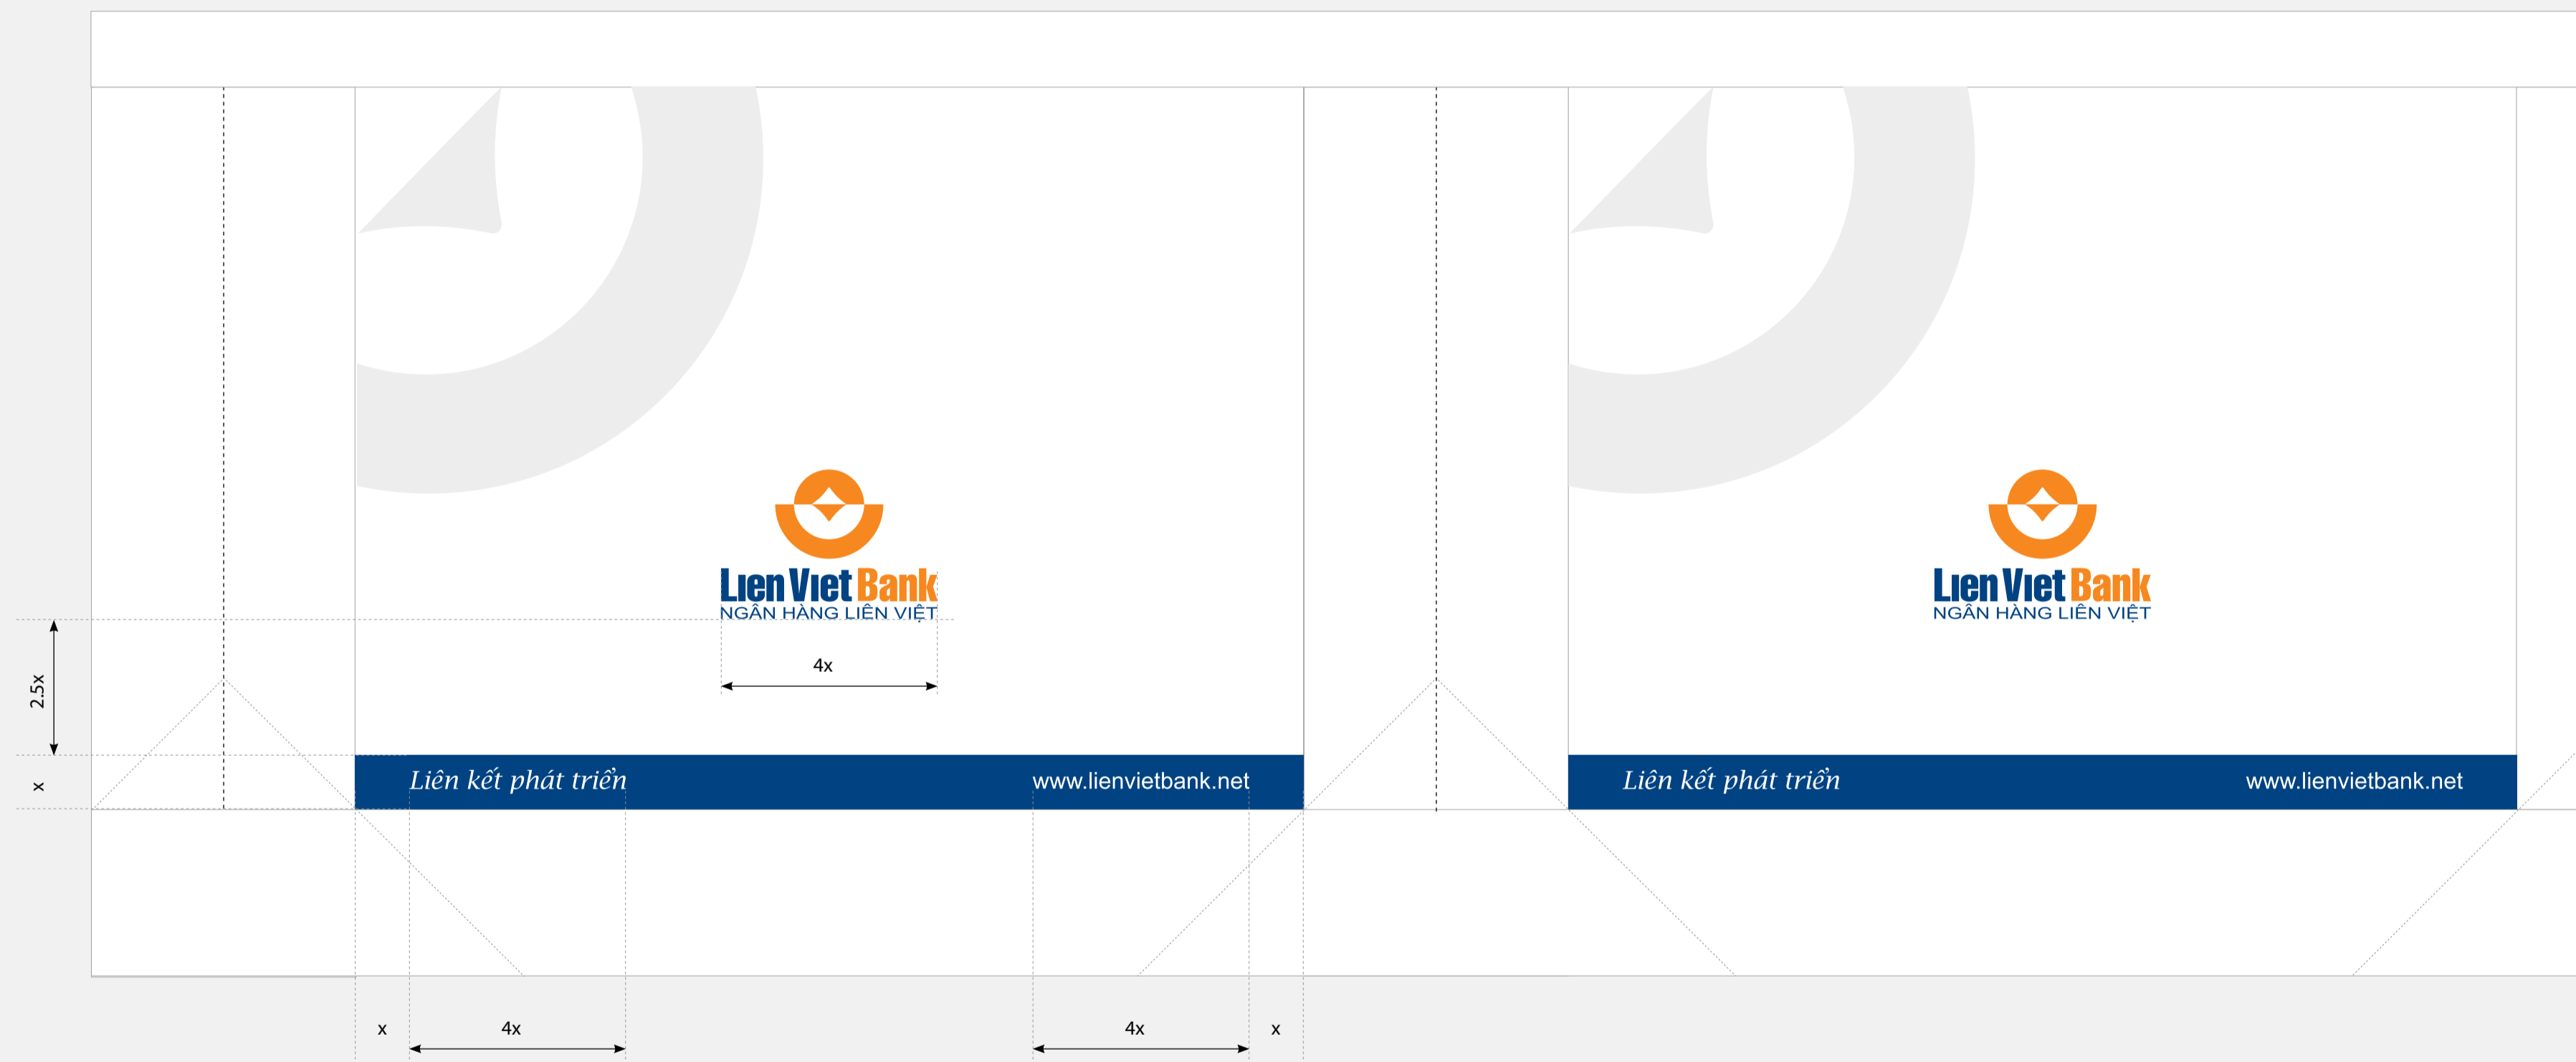 LienVietBank
NGÂN HÀNG LIÊN VIỆT
LienVietBank
NGÂN HÀNG LIÊN VIỆT
4x
2.5x
x
Liên kết phát triển
www.lienvietbank.net
Liên kết phát triển
www.lienvietbank.net
x
4x
4x
x